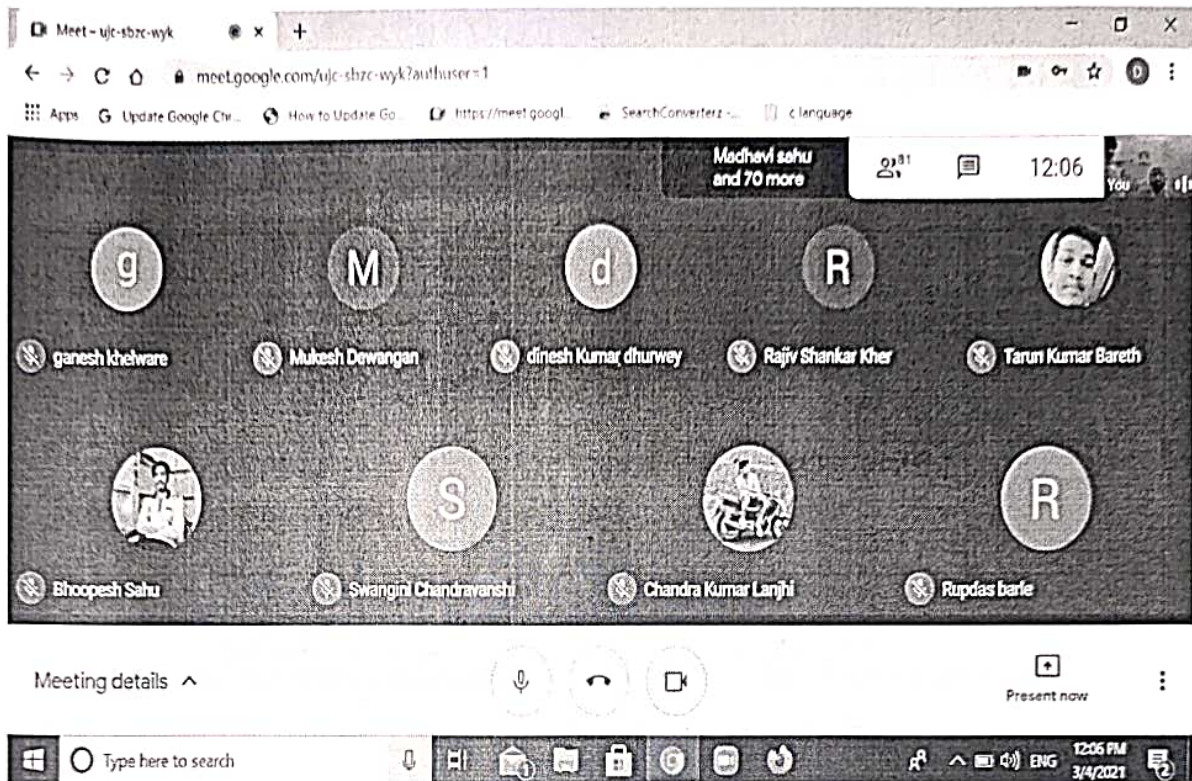 Meet – ujc-sbzc-wyk
meet.google.com/ujc-sbzc-wyk?authuser=1
D
Apps
Update Google Chr...
How to Update Go...
https://meet.googl...
SearchConverterz -...
c language
Madhavi sahu
and 70 more
81
12:06
You
g
M
d
R
ganesh khelware
Mukesh Dewangan
dinesh Kumar dhurwey
Rajiv Shankar Kher
Tarun Kumar Bareth
S
R
Bhoopesh Sahu
Swangini Chandravanshi
Chandra Kumar Lanjhi
Rupdas barle
Meeting details
Present now
Type here to search
1
ENG
12:06 PM
3/4/2021
2